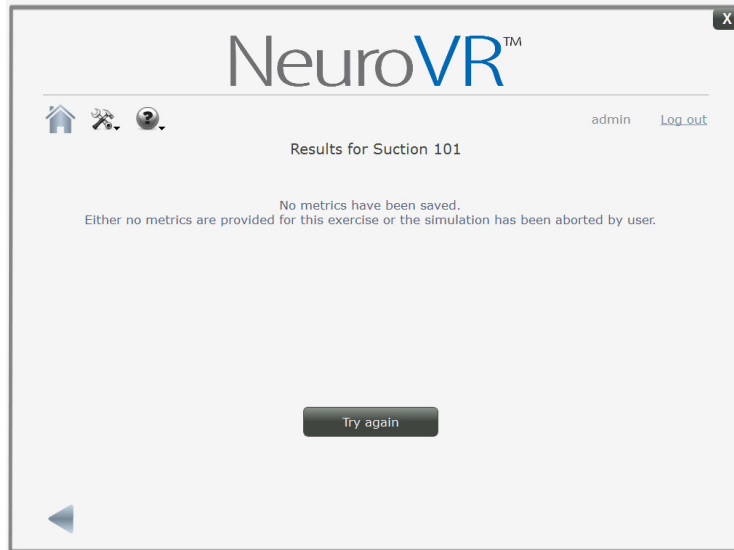 X
NeuroVR™
admin Log out
Results for Suction 101
No metrics have been saved.
Either no metrics are provided for this exercise or the simulation has been aborted by user.
Try again